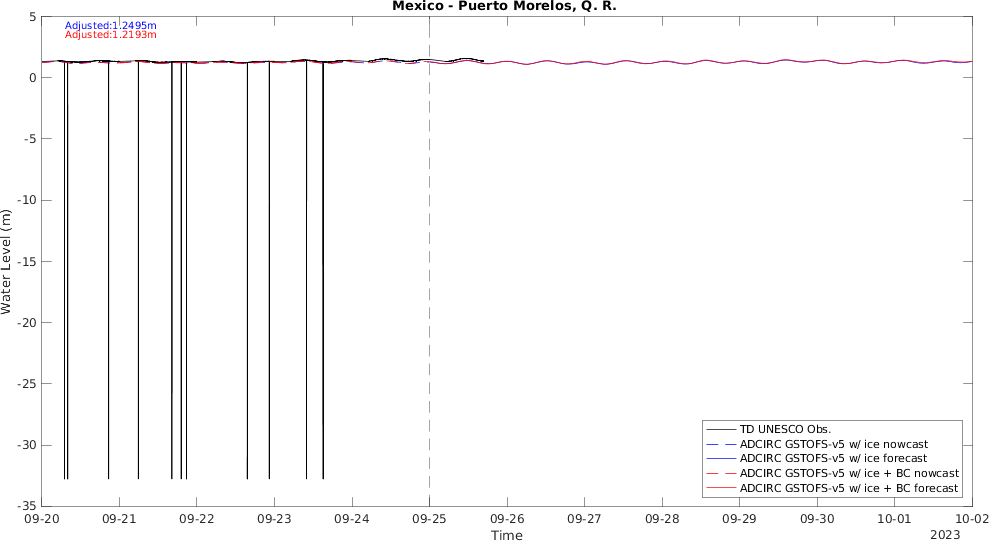 Mexico - Puerto Morelos, Q. R.
Adjusted:1.2495m
Adjusted:1.2193m
Water Level (m)
5
0
-5
-10
-15
-20
-25
-30
-35
TD UNESCO Obs.
ADCIRC GSTOFS-v5 w/ ice nowcast
ADCIRC GSTOFS-v5 w/ ice forecast
ADCIRC GSTOFS-v5 w/ ice + BC nowcast
ADCIRC GSTOFS-v5 w/ ice + BC forecast
09-20 09-21 09-22 09-23 09-24 09-25 09-26 09-27 09-28 09-29 09-30 10-01 10-02
Time
2023